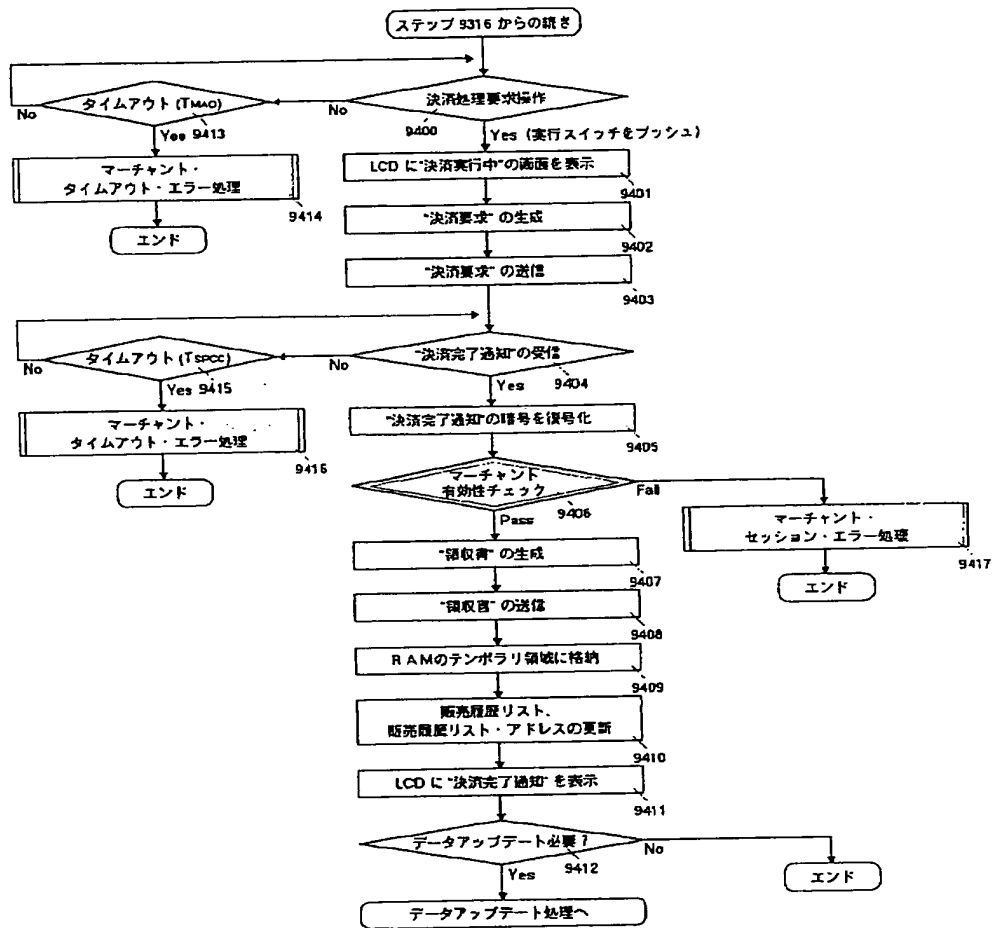 ステップ 9316 からの続き
決済処理要求操作
9400
No
タイムアウト (TMAO)
9413
No
Yes
Yes (実行スイッチをプッシュ)
マーチャント・
タイムアウト・エラー処理
9414
エンド
LCD に "決済実行中" の画面を表示
9401
"決済要求" の生成
9402
"決済要求" の送信
9403
"決済完了通知" の受信
9404
No
タイムアウト (TSPCC)
9415
No
Yes
Yes
マーチャント・
タイムアウト・エラー処理
9416
エンド
"決済完了通知" の暗号を復号化
9405
マーチャント
有効性チェック
9406
Fail
Pass
マーチャント・
セッション・エラー処理
9417
エンド
"領収書" の生成
9407
"領収書" の送信
9408
RAMのテンポラリ領域に格納
9409
販売履歴リスト、
販売履歴リスト・アドレスの更新
9410
LCD に "決済完了通知" を表示
9411
データアップデート必要?
9412
No
Yes
エンド
データアップデート処理へ